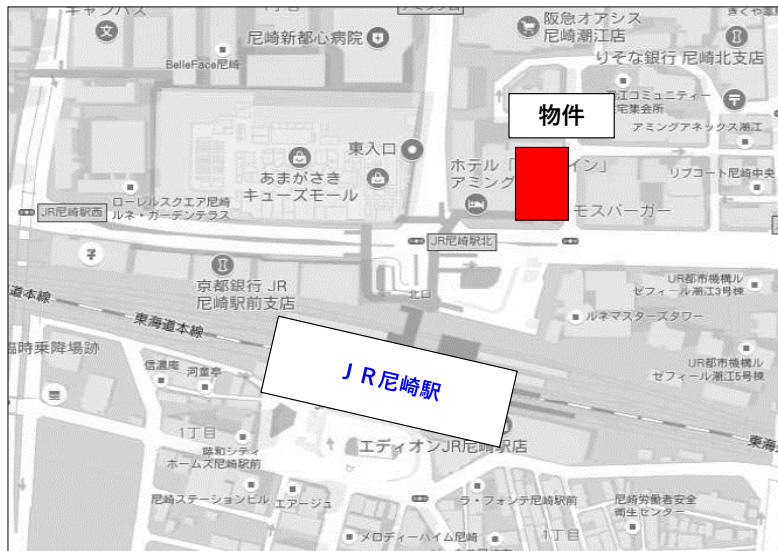 キャンパス
1丁目
アミング
阪急オアシス
尼崎潮江店
尼崎新都心病院
BelleFace尼崎
りそな銀行 尼崎北支店
物件
アミングアネックス潮江
東入口
あまがさき
キューズモール
ホテル「
イン」
アミング
リブコート尼崎中央
ローレルスクエア尼崎
ルネ・ガーデンテラス
モスバーガー
JR尼崎駅西
JR尼崎駅北
京都銀行 JR
尼崎駅前支店
北口
UR都市機構ル
ゼフィール潮江3号棟
道本線
東海道本線
ルネマスターズタワー
臨時乗降場跡
信濃庵
河童亭
JR尼崎駅
UR都市機構ル
ゼフィール潮江5号棟
東海道
1丁目
エディオンJR尼崎駅店
ホームズ尼崎駅前
尼崎ステーションビル
エアージュ
ラ・フォンテ尼崎駅前
尼崎労働者安全
衛生センター
メロディーハイム尼崎
1丁目